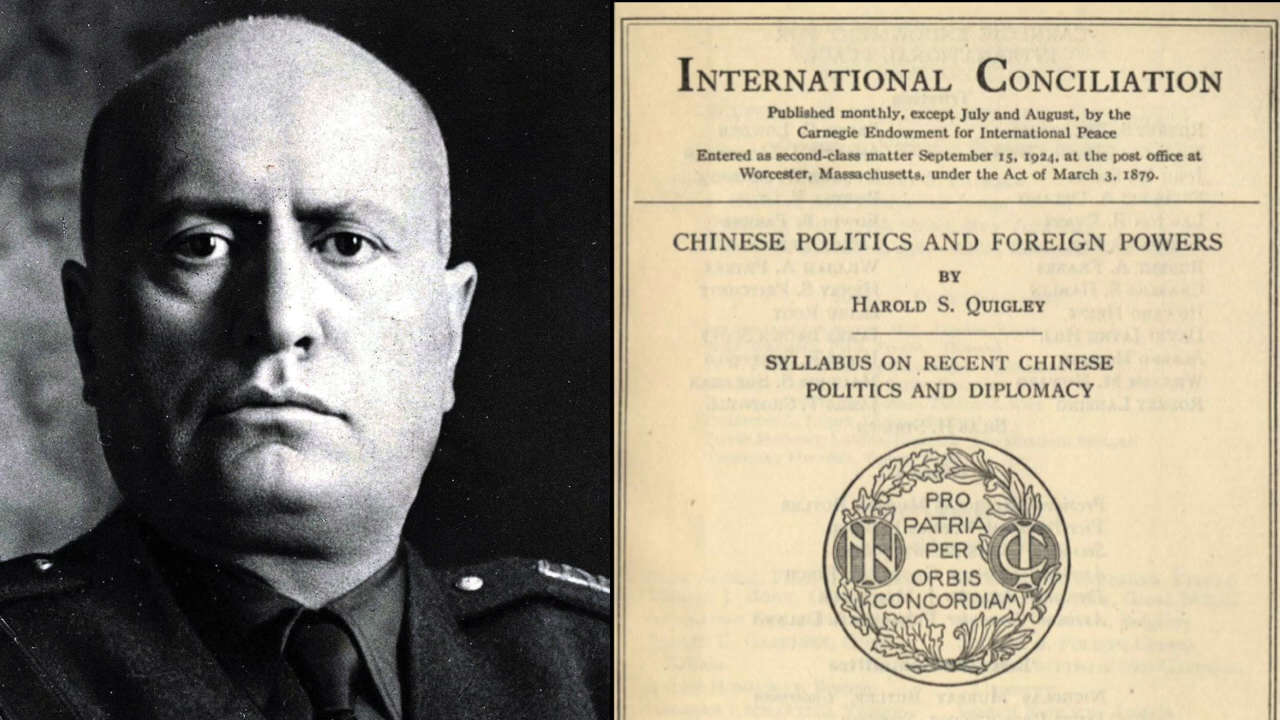 INTERNATIONAL CONCILIATION
Published monthly, except July and August, by the
Carnegie Endowment for International Peace
Entered as second-class matter September 15, 1924, at the post office at
Worcester, Massachusetts, under the Act of March 3, 1879.
CHINESE POLITICS AND FOREIGN POWERS
BY
HAROLD S. QUIGLEY
SYLLABUS ON RECENT CHINESE
POLITICS AND DIPLOMACY
PRO
PATRIA
PER
ORBIS
CONCORDIAM
IN
IC